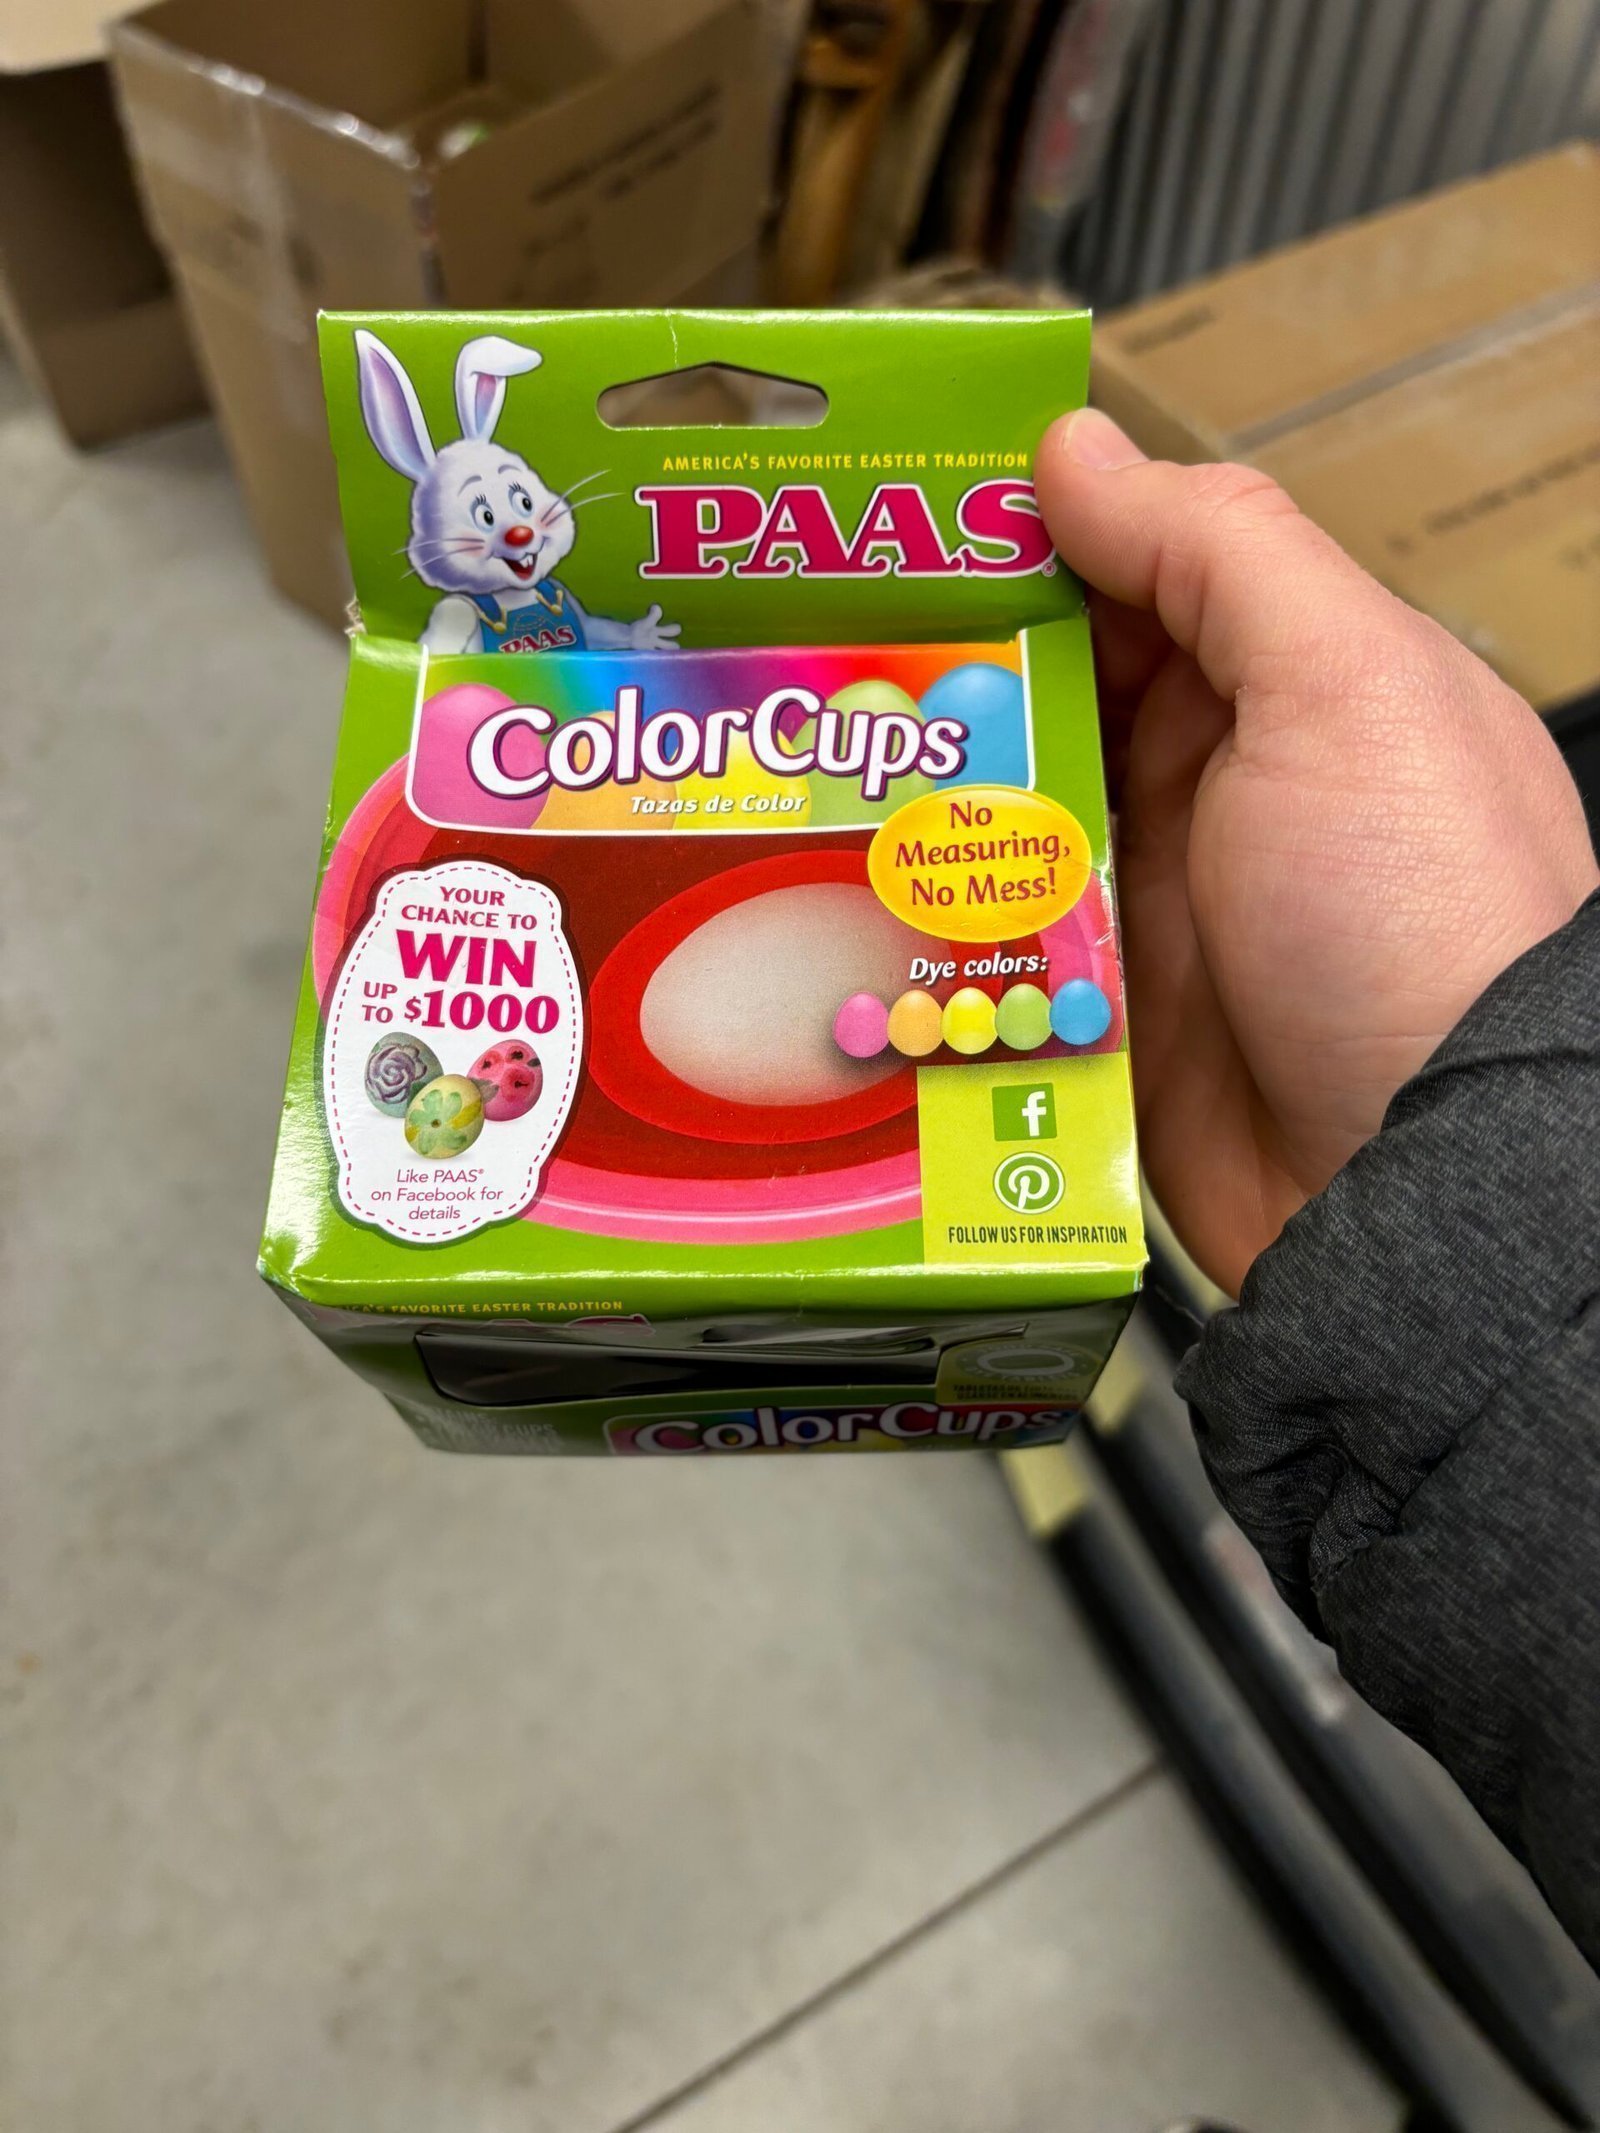 AMERICA'S FAVORITE EASTER TRADITION
PAAS®
PAAS
ColorCups
Tazas de Color
No
Measuring,
No Mess!
Dye colors:
YOUR
CHANCE TO
WIN
UP
TO $1000
Like PAAS®
on Facebook for
details
f
FOLLOW US FOR INSPIRATION
FAVORITE EASTER TRADITION
ColorCups